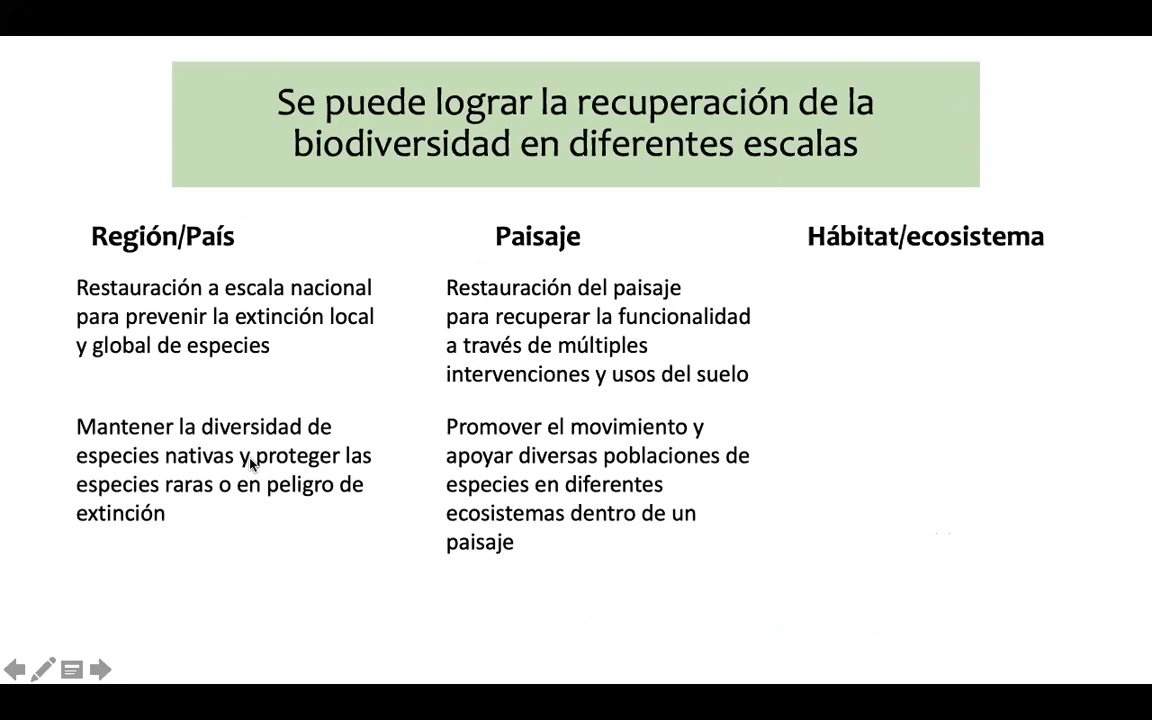 Se puede lograr la recuperación de la
biodiversidad en diferentes escalas
Región/País
Restauración a escala nacional
para prevenir la extinción local
y global de especies
Mantener la diversidad de
especies nativas y proteger las
especies raras o en peligro de
extinción
Paisaje
Restauración del paisaje
para recuperar la funcionalidad
a través de múltiples
intervenciones y usos del suelo
Promover el movimiento y
apoyar diversas poblaciones de
especies en diferentes
ecosistemas dentro de un
paisaje
Hábitat/ecosistema